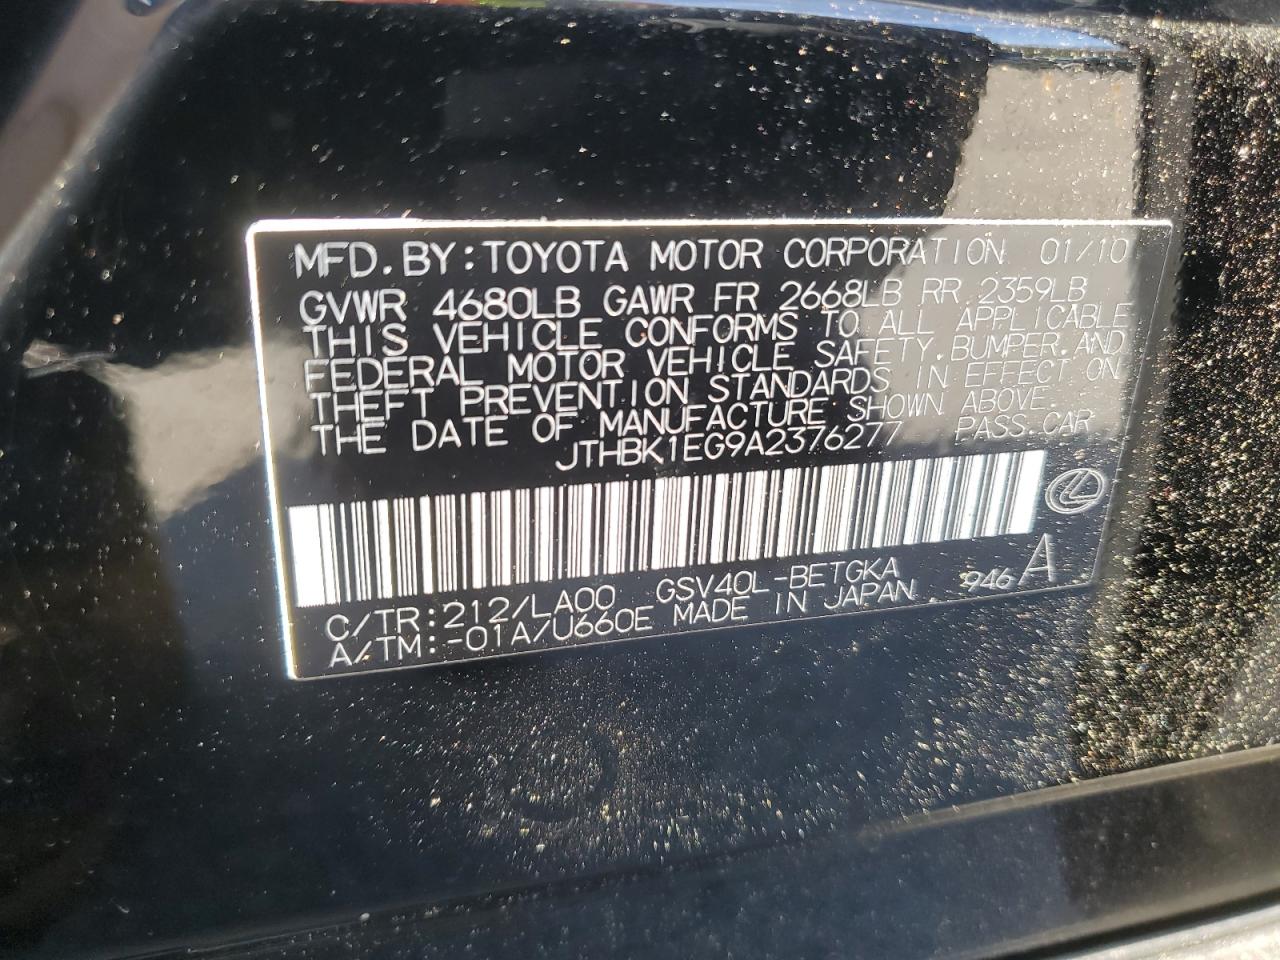 MFD. BY: TOYOTA MOTOR CORPORATION 01/10
GVWR 4680LB GAWR FR 2668LB RR 2359LB
THIS VEHICLE CONFORMS TO ALL APPLICABLE
FEDERAL MOTOR VEHICLE SAFETY, BUMPER, AND
THEFT PREVENTION STANDARDS IN EFFECT ON
THE DATE OF MANUFACTURE SHOWN ABOVE.
JTHBK1EG9A2376277 PASS. CAR
C/TR: 212/LA00 GSV40L-BETGKA
A/TM: -01A/U660E MADE IN JAPAN 946 A